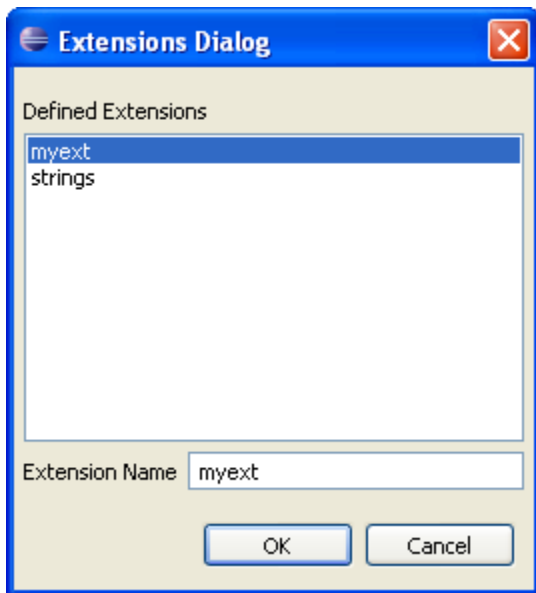 Extensions Dialog
Defined Extensions
myext
strings
Extension Name myext
OK Cancel